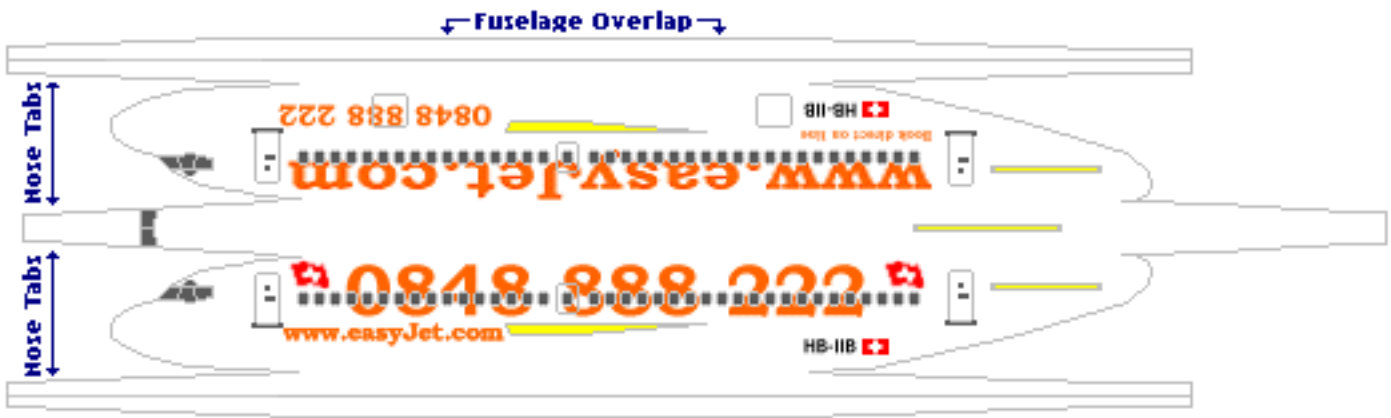 Fuselage Overlap
Nose Tabs
0848 888 222
HB-IIB
Book direct on line
www.easyJet.com
Nose Tabs
0848 888 222
www.easyJet.com
HB-IIB